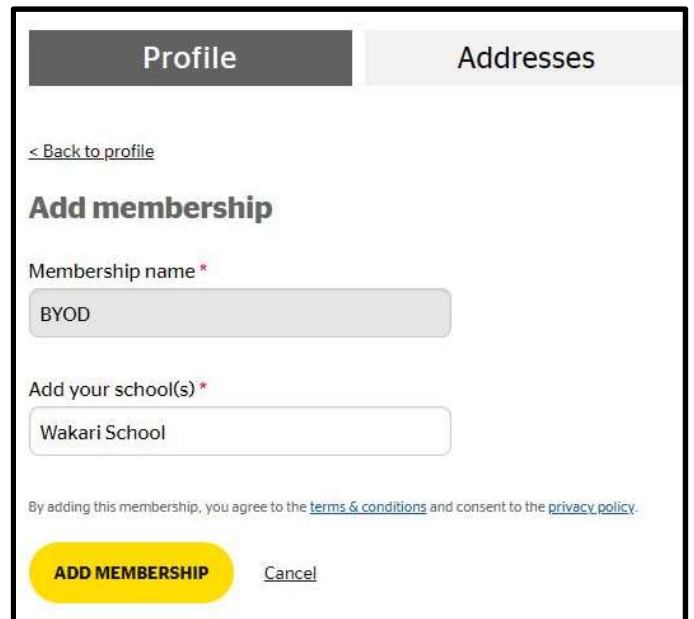 Profile
Addresses
< Back to profile
Add membership
Membership name *
BYOD
Add your school(s) *
Wakari School
By adding this membership, you agree to the terms & conditions and consent to the privacy policy.
ADD MEMBERSHIP
Cancel